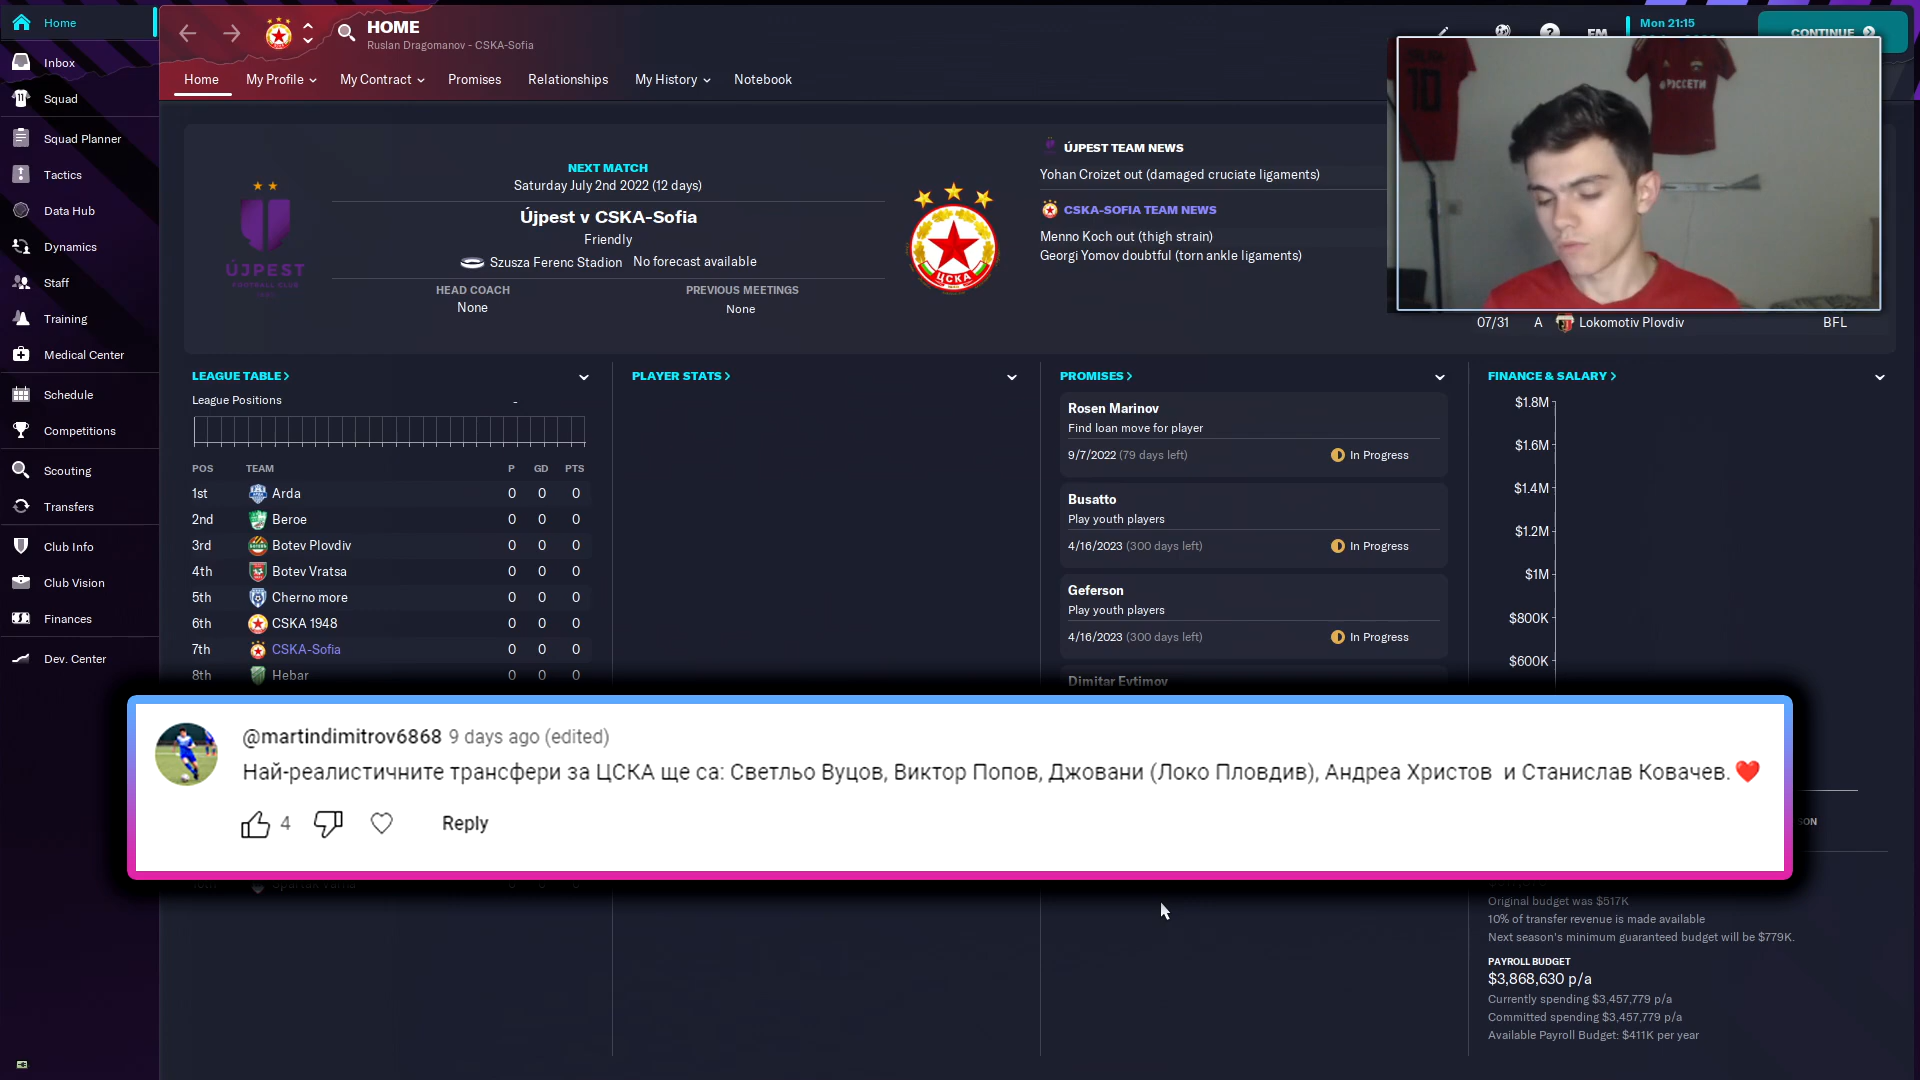 Home
Inbox
Squad
Squad Planner
Tactics
Data Hub
Dynamics
Staff
Training
Medical Center
Schedule
Competitions
Scouting
Transfers
Club Info
Club Vision
Finances
Dev. Center
HOME
Ruslan Dragomanov - CSKA-Sofia
FM
Mon 21:15
CONTINUE
Home My Profile My Contract Promises Relationships My History Notebook
ÚJPEST
FOOTBALL CLUB
NEXT MATCH
Saturday July 2nd 2022 (12 days)
Újpest v CSKA-Sofia
Friendly
Szusza Ferenc Stadion No forecast available
HEAD COACH PREVIOUS MEETINGS
None None
ЦСКА
ÚJPEST TEAM NEWS
Yohan Croizet out (damaged cruciate ligaments)
CSKA-SOFIA TEAM NEWS
Menno Koch out (thigh strain)
Georgi Yomov doubtful (torn ankle ligaments)
10
РОССЕТИ
07/31 A Lokomotiv Plovdiv BFL
LEAGUE TABLE
League Positions -
POS TEAM P GD PTS
1st Arda 0 0 0
2nd Beroe 0 0 0
3rd Botev Plovdiv 0 0 0
4th Botev Vratsa 0 0 0
5th Cherno more 0 0 0
6th CSKA 1948 0 0 0
7th CSKA-Sofia 0 0 0
8th Hebar 0 0 0
PLAYER STATS
PROMISES
Rosen Marinov
Find loan move for player
9/7/2022 (79 days left) In Progress
Busatto
Play youth players
4/16/2023 (300 days left) In Progress
Geferson
Play youth players
4/16/2023 (300 days left) In Progress
Dimitar Evtimov
FINANCE & SALARY
$1.8M
$1.6M
$1.4M
$1.2M
$1M
$800K
$600K
@martindimitrov6868 9 days ago (edited)
Най-реалистичните трансфери за ЦСКА ще са: Светльо Вуцов, Виктор Попов, Джовани (Локо Пловдив), Андреа Христов и Станислав Ковачев.❤️
4 Reply
Original budget was $517K
10% of transfer revenue is made available
Next season's minimum guaranteed budget will be $779K.
PAYROLL BUDGET
$3,868,630 p/a
Currently spending $3,457,779 p/a
Committed spending $3,457,779 p/a
Available Payroll Budget: $411K per year